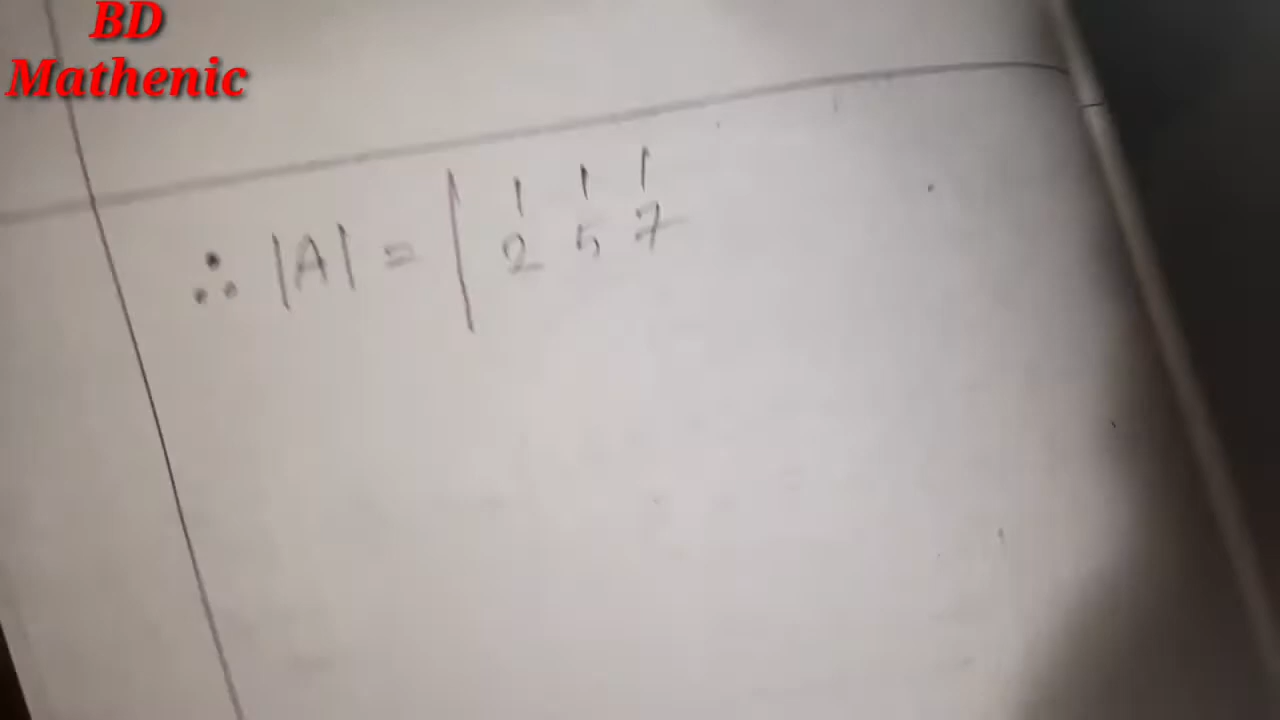 BD
Mathenic
∴ |A| = | 1 1 1
2 5 7